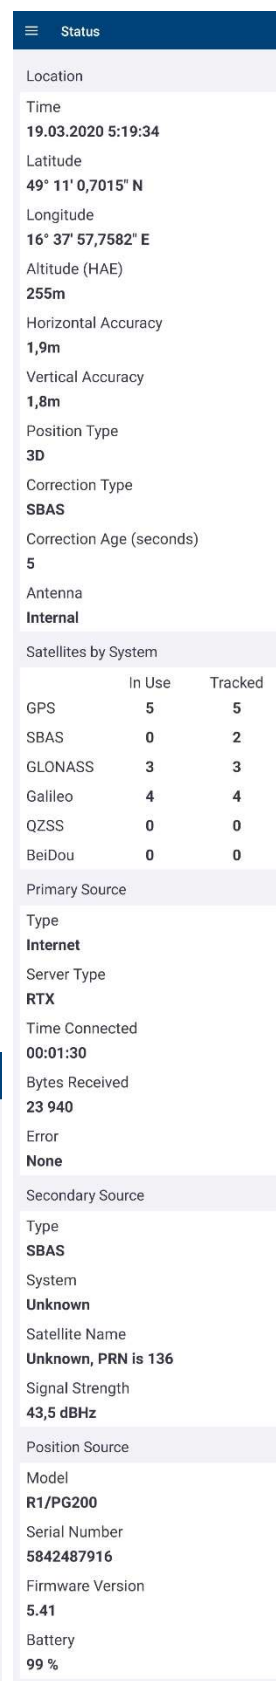 Status
Location
Time
19.03.2020 5:19:34
Latitude
49° 11' 0,7015" N
Longitude
16° 37' 57,7582" E
Altitude (HAE)
255m
Horizontal Accuracy
1,9m
Vertical Accuracy
1,8m
Position Type
3D
Correction Type
SBAS
Correction Age (seconds)
5
Antenna
Internal
Satellites by System
In Use Tracked
GPS 5 5
SBAS 0 2
GLONASS 3 3
Galileo 4 4
QZSS 0 0
BeiDou 0 0
Primary Source
Type
Internet
Server Type
RTX
Time Connected
00:01:30
Bytes Received
23 940
Error
None
Secondary Source
Type
SBAS
System
Unknown
Satellite Name
Unknown, PRN is 136
Signal Strength
43,5 dBHz
Position Source
Model
R1/PG200
Serial Number
5842487916
Firmware Version
5.41
Battery
99 %